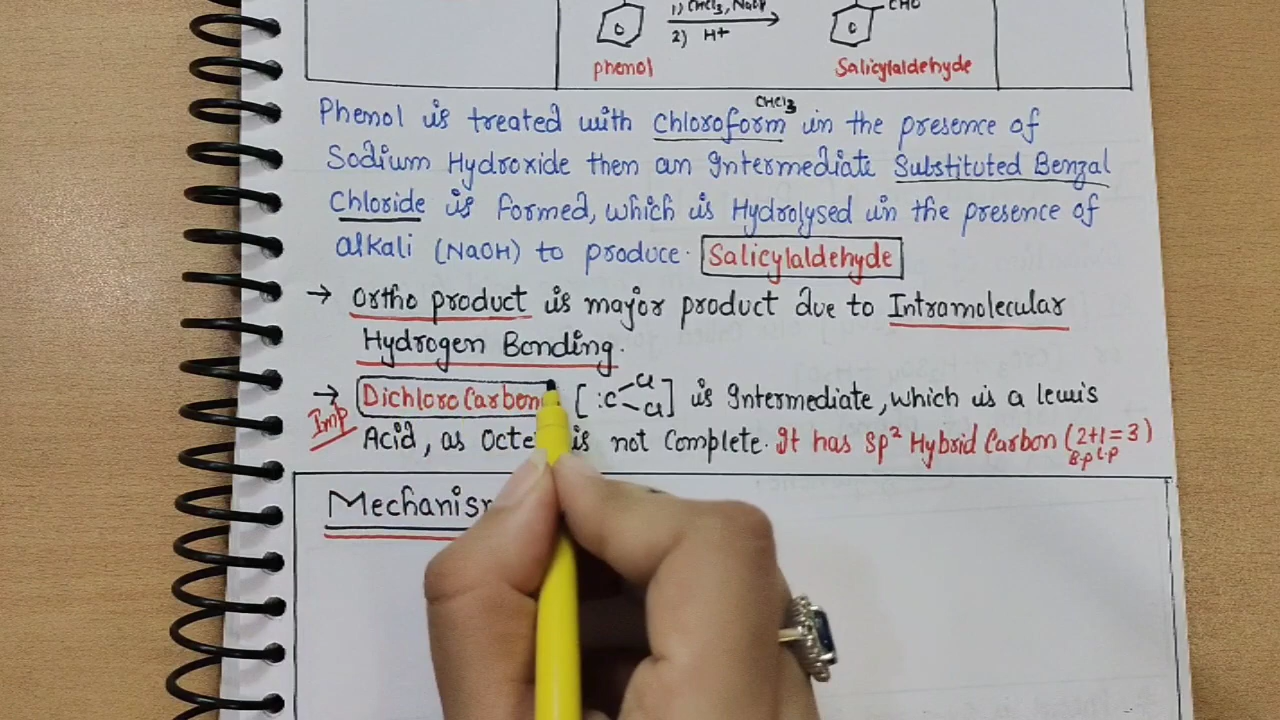 1) CHCl3, NaOH
CHO
2) H+
phenol
Salicylaldehyde
CHCl3
Phenol is treated with Chloroform in the presence of
Sodium Hydroxide then an Intermediate Substituted Benzal
Chloride is formed, which is Hydrolysed in the presence of
alkali (NaOH) to produce. Salicylaldehyde
→ Ortho product is major product due to Intramolecular
Hydrogen Bonding.
→ Dichloro Carbene [:C Cl Cl] is Intermediate, which is a lewis
Imp
Acid, as is not Complete. It has Sp² Hybrid Carbon (2+1=3)
B.p L.p